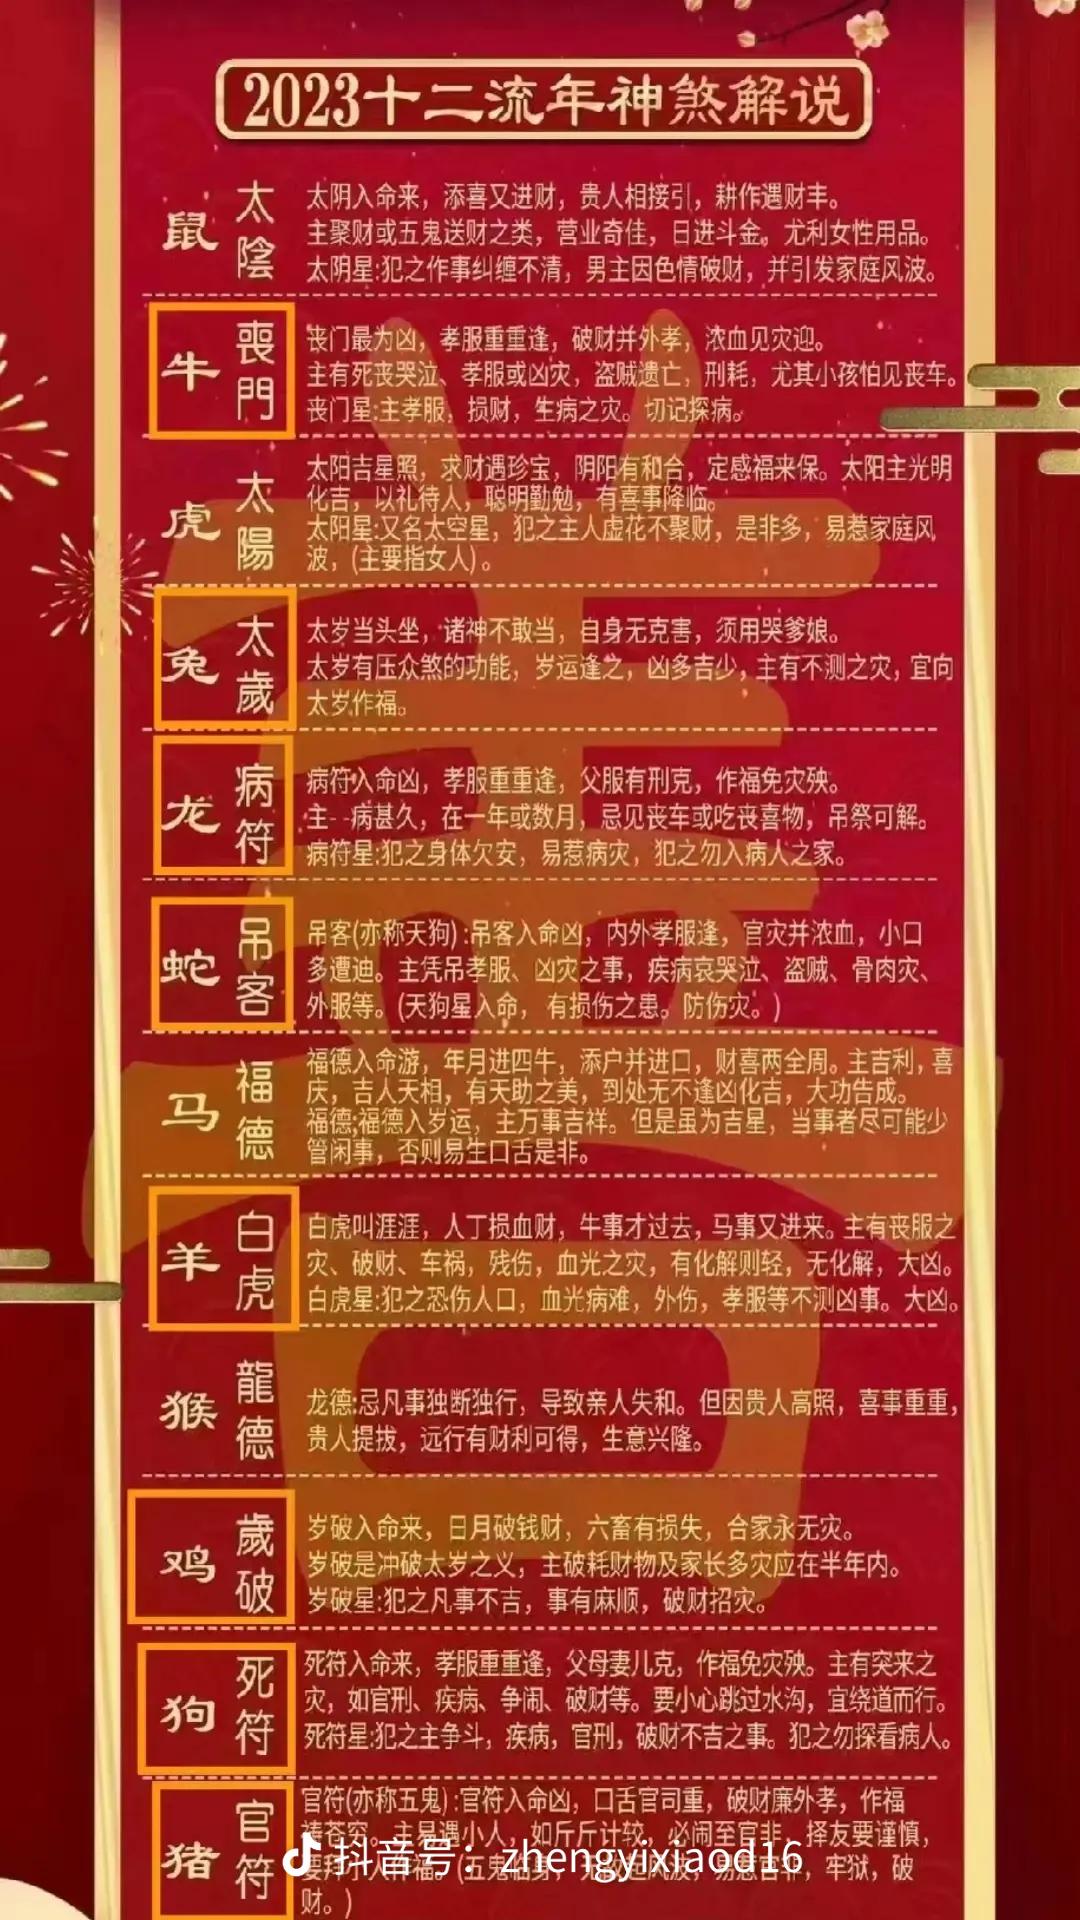 2023十二流年神煞解说
鼠
太陰
太阴入命来，添喜又进财，贵人相接引，耕作遇财丰。
主聚财或五鬼送财之类，营业奇佳，日进斗金。尤利女性用品。
太阴星:犯之作事纠缠不清，男主因色情破财，并引发家庭风波。
牛
喪門
丧门最为凶，孝服重重逢，破财并外孝，浓血见灾迎。
主有死丧哭泣、孝服或凶灾，盗贼遗亡，刑耗，尤其小孩怕见丧车。
丧门星:主孝服，损财，生病之灾。切记探病。
虎
太陽
太阳吉星照，求财遇珍宝，阴阳有和合，定感福来保。太阳主光明
化吉，以礼待人，聪明勤勉，有喜事降临。
太阳星:又名太空星，犯之主人虚花不聚财，是非多，易惹家庭风
波，(主要指女人)。
兔
太歲
太岁当头坐，诸神不敢当，自身无克害，须用哭爹娘。
太岁有压众煞的功能，岁运逢之，凶多吉少，主有不测之灾，宜向
太岁作福。
龙
病符
病符入命凶，孝服重重逢，父服有刑克，作福免灾殃。
主--病甚久，在一年或数月，忌见丧车或吃丧喜物，吊祭可解。
病符星:犯之身体欠安，易惹病灾，犯之勿入病人之家。
蛇
吊客
吊客(亦称天狗):吊客入命凶，内外孝服逢，官灾并浓血，小口
多遭迪。主凭吊孝服、凶灾之事，疾病哀哭泣、盗贼、骨肉灾、
外服等。(天狗星入命，有损伤之患。防伤灾。)
马
福德
福德入命游，年月进四牛，添户并进口，财喜两全周。主吉利，喜
庆，吉人天相，有天助之美，到处无不逢凶化吉，大功告成。
福德;福德入岁运，主万事吉祥。但是虽为吉星，当事者尽可能少
管闲事，否则易生口舌是非。
羊
白虎
白虎叫涯涯，人丁损血财，牛事才过去，马事又进来。主有丧服之
灾、破财、车祸，残伤，血光之灾，有化解则轻，无化解，大凶。
白虎星:犯之恐伤人口，血光病难，外伤，孝服等不测凶事。大凶。
猴
龍德
龙德:忌凡事独断独行，导致亲人失和。但因贵人高照，喜事重重，
贵人提拔，远行有财利可得，生意兴隆。
鸡
歲破
岁破入命来，日月破钱财，六畜有损失，合家永无灾。
岁破是冲破太岁之义，主破耗财物及家长多灾应在半年内。
岁破星:犯之凡事不吉，事有麻顺，破财招灾。
狗
死符
死符入命来，孝服重重逢，父母妻儿克，作福免灾殃。主有突来之
灾，如官刑、疾病、争闹、破财等。要小心跳过水沟，宜绕道而行。
死符星:犯之主争斗，疾病，官刑，破财不吉之事。犯之勿探看病人。
猪
官符
官符(亦称五鬼):官符入命凶，口舌官司重，破财廉外孝，作福
祷苍穹。主易遇小人，如斤斤计较，必闹至官非，择友要谨慎，
要拜小人作福。(五鬼临身，易惹官非，牢狱，破
财。)
抖音号：zhengyixiaod16